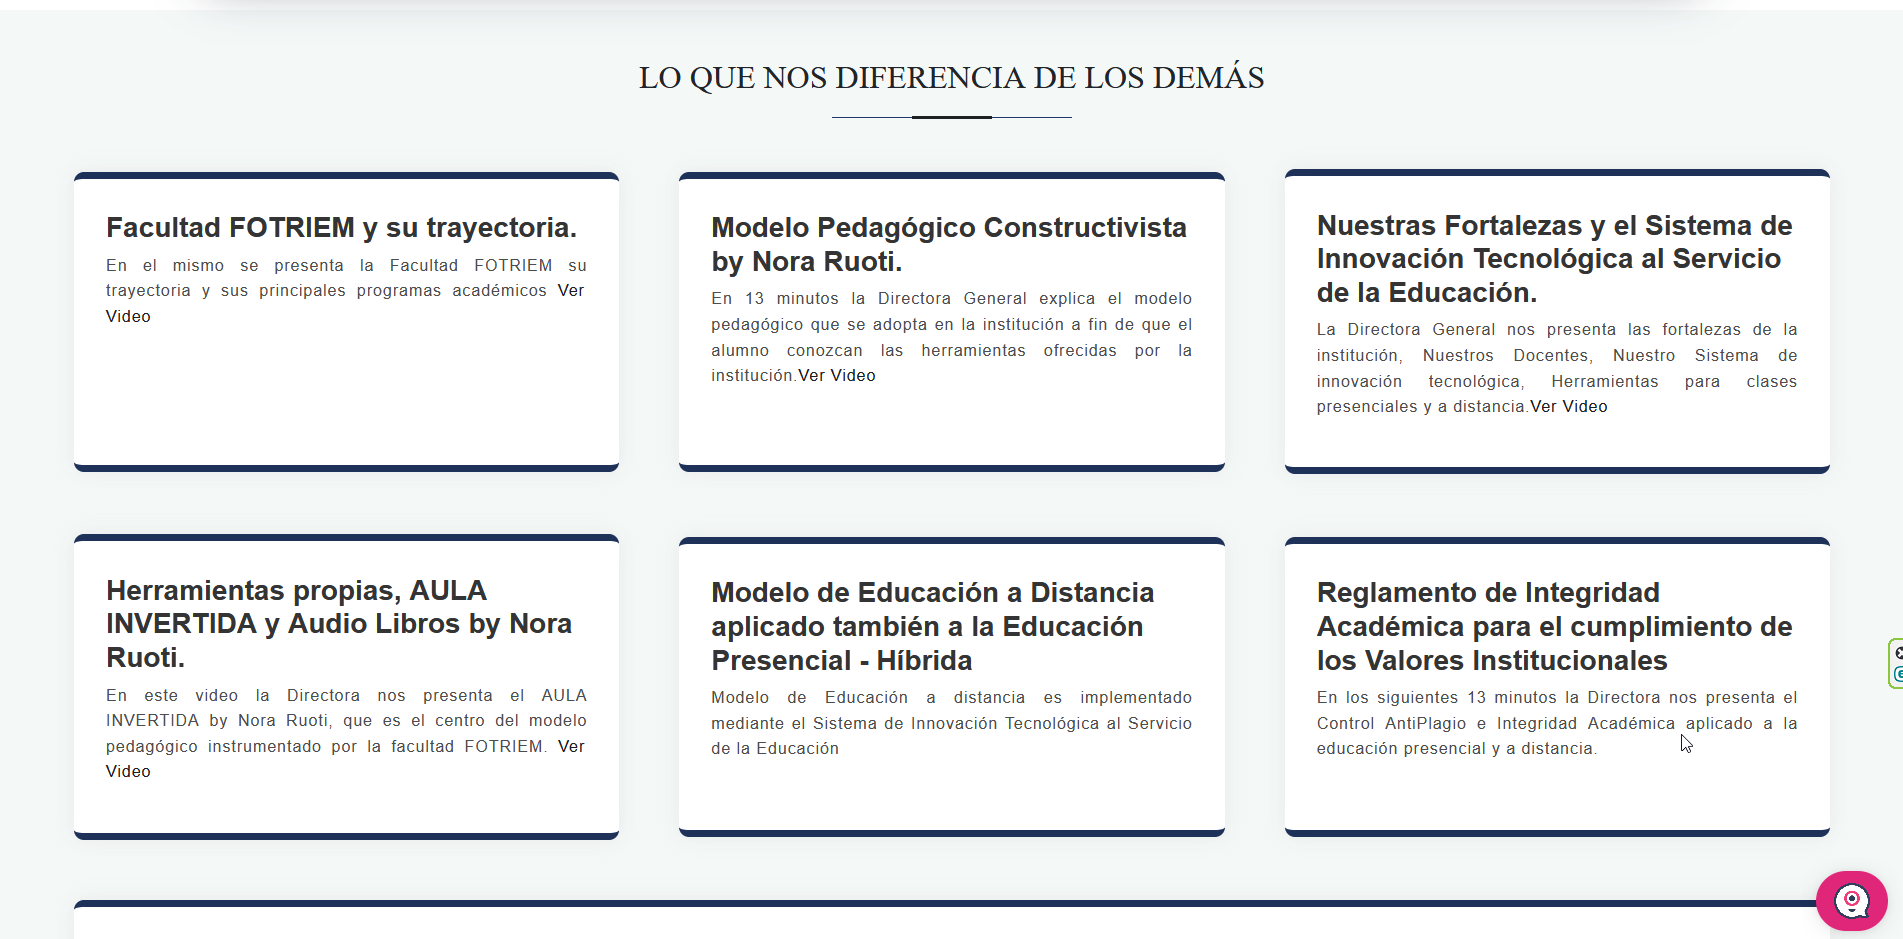 LO QUE NOS DIFERENCIA DE LOS DEMÁS
Facultad FOTRIEM y su trayectoria.
En el mismo se presenta la Facultad FOTRIEM su
trayectoria y sus principales programas académicos Ver
Video
Modelo Pedagógico Constructivista
by Nora Ruoti.
En 13 minutos la Directora General explica el modelo
pedagógico que se adopta en la institución a fin de que el
alumno conozcan las herramientas ofrecidas por la
institución.Ver Video
Nuestras Fortalezas y el Sistema de
Innovación Tecnológica al Servicio
de la Educación.
La Directora General nos presenta las fortalezas de la
institución, Nuestros Docentes, Nuestro Sistema de
innovación tecnológica, Herramientas para clases
presenciales y a distancia.Ver Video
Herramientas propias, AULA
INVERTIDA y Audio Libros by Nora
Ruoti.
En este video la Directora nos presenta el AULA
INVERTIDA by Nora Ruoti, que es el centro del modelo
pedagógico instrumentado por la facultad FOTRIEM. Ver
Video
Modelo de Educación a Distancia
aplicado también a la Educación
Presencial - Híbrida
Modelo de Educación a distancia es implementado
mediante el Sistema de Innovación Tecnológica al Servicio
de la Educación
Reglamento de Integridad
Académica para el cumplimiento de
los Valores Institucionales
En los siguientes 13 minutos la Directora nos presenta el
Control AntiPlagio e Integridad Académica aplicado a la
educación presencial y a distancia.